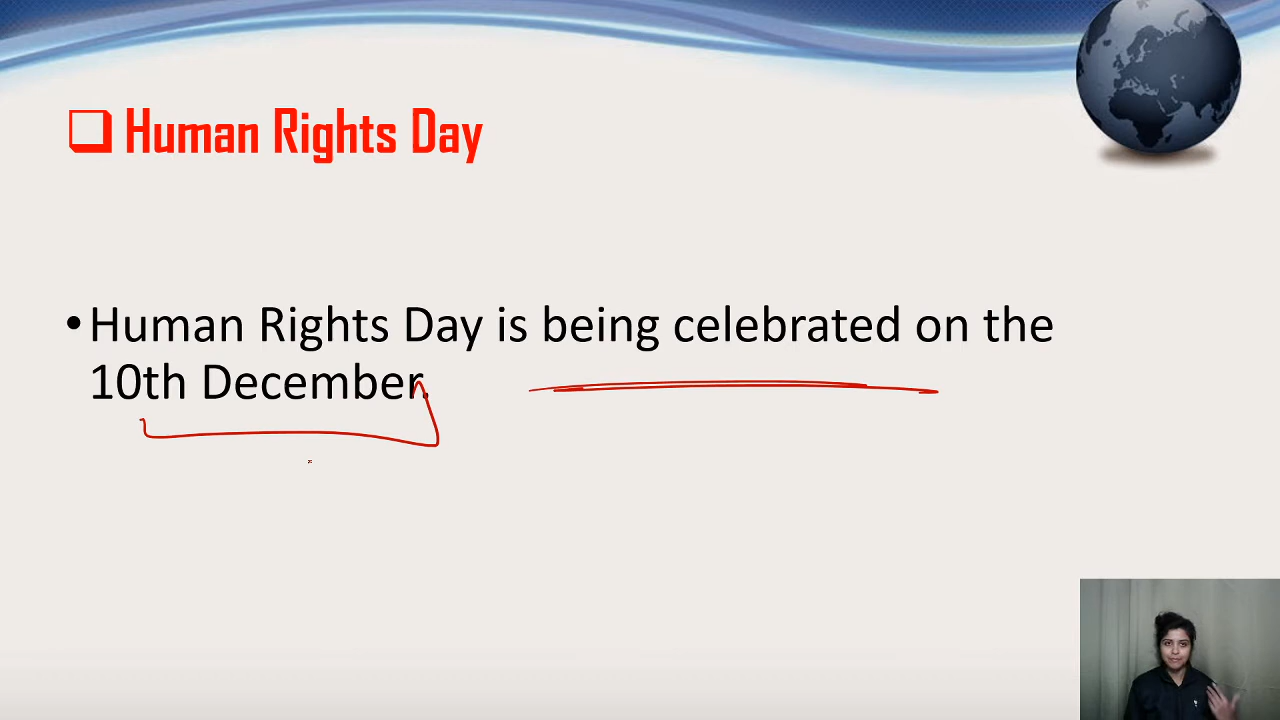 Human Rights Day
•Human Rights Day is being celebrated on the
10th December.